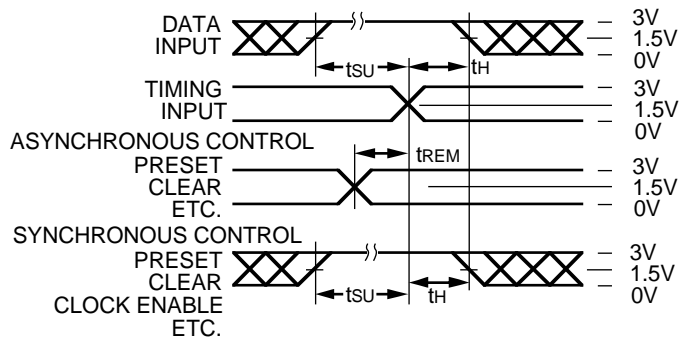 DATA INPUT
3V
1.5V
0V
tSU
tH
TIMING INPUT
3V
1.5V
0V
ASYNCHRONOUS CONTROL
PRESET
CLEAR
ETC.
tREM
3V
1.5V
0V
SYNCHRONOUS CONTROL
PRESET
CLEAR
CLOCK ENABLE
ETC.
tSU
tH
3V
1.5V
0V